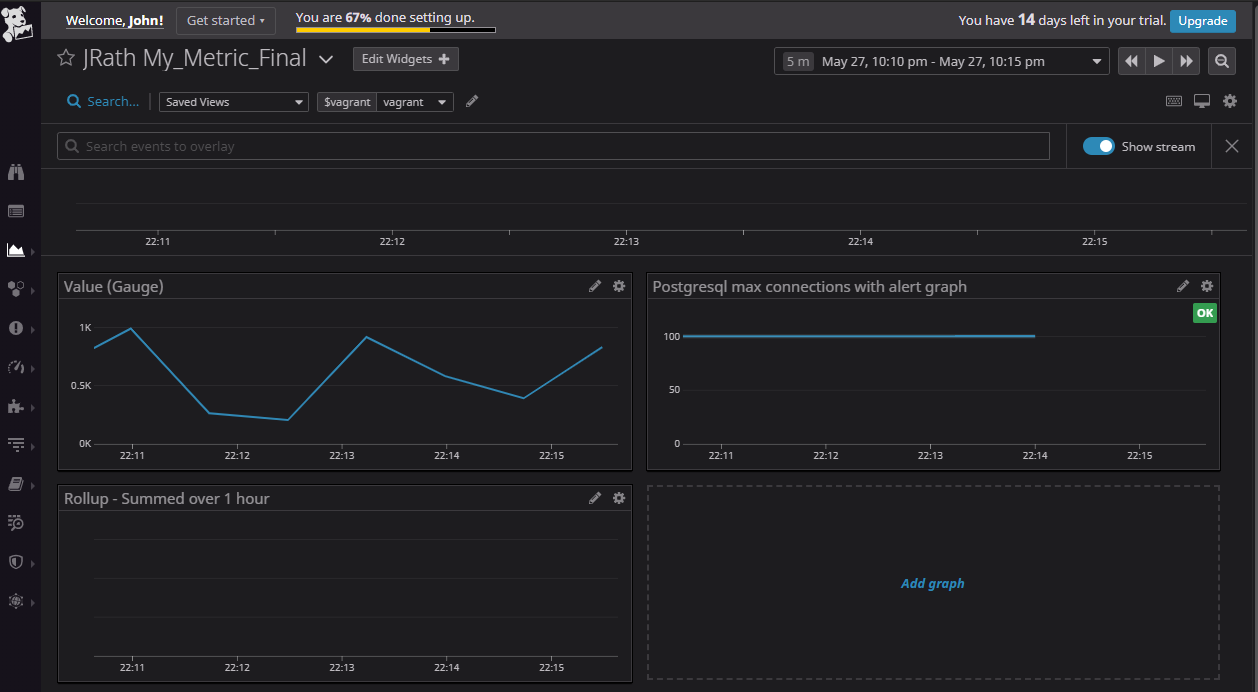 Welcome, John! Get started You are 67% done setting up. You have 14 days left in your trial. Upgrade
JRath My_Metric_Final Edit Widgets + 5 m May 27, 10:10 pm - May 27, 10:15 pm
Search... Saved Views $vagrant vagrant
Search events to overlay Show stream
22:11 22:12 22:13 22:14 22:15
Value (Gauge)
1K
0.5K
0K
22:11 22:12 22:13 22:14 22:15
Postgresql max connections with alert graph
OK
100
50
0
22:11 22:12 22:13 22:14 22:15
Rollup - Summed over 1 hour
22:11 22:12 22:13 22:14 22:15
Add graph